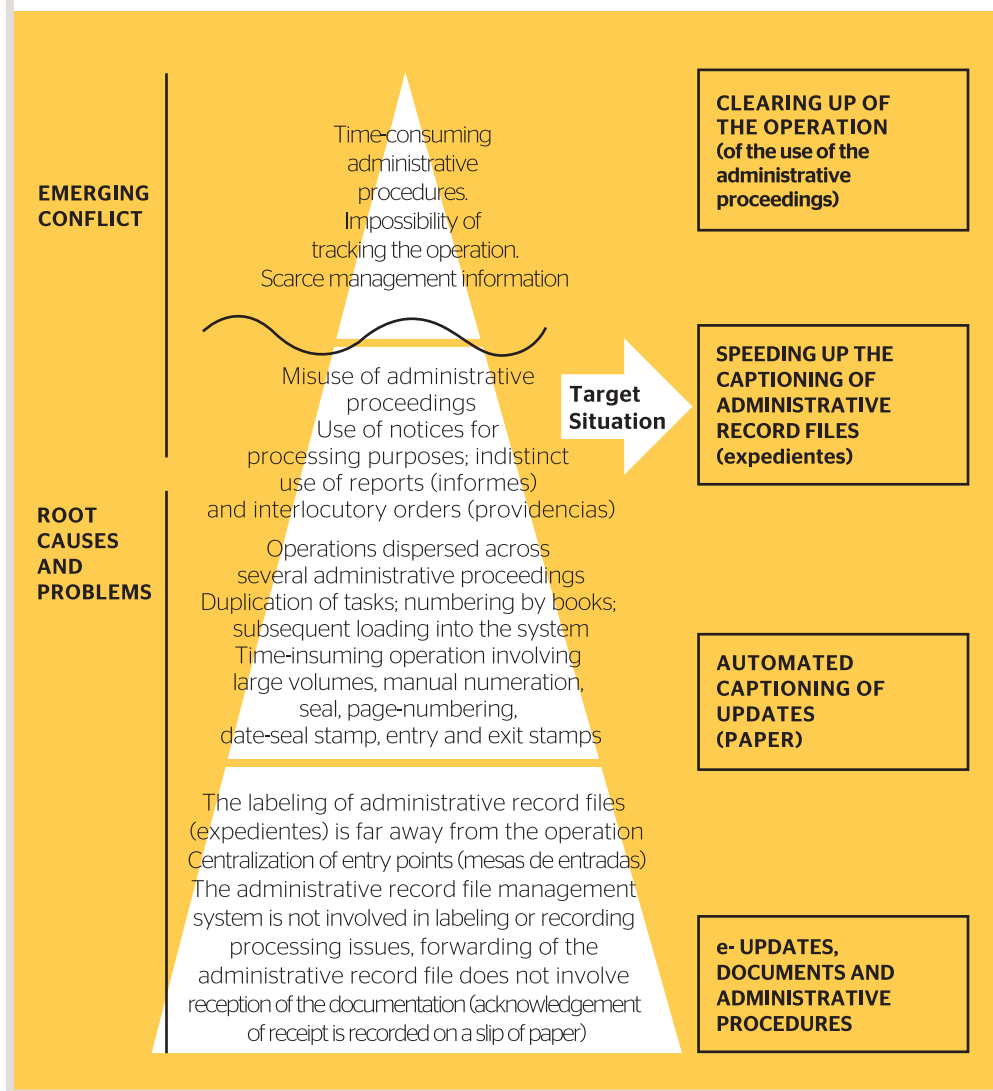 EMERGING
CONFLICT
Time-consuming
administrative
procedures.
Impossibility of
tracking the operation.
Scarce management information
ROOT
CAUSES
AND
PROBLEMS
Misuse of administrative
proceedings
Use of notices for
processing purposes; indistinct
use of reports (informes)
and interlocutory orders (providencias)
Operations dispersed across
several administrative proceedings
Duplication of tasks; numbering by books;
subsequent loading into the system
Time-insuming operation involving
large volumes, manual numeration,
seal, page-numbering,
date-seal stamp, entry and exit stamps
The labeling of administrative record files
(expedientes) is far away from the operation
Centralization of entry points (mesas de entradas)
The administrative record file management
system is not involved in labeling or recording
processing issues, forwarding of the
administrative record file does not involve
reception of the documentation (acknowledgement
of receipt is recorded on a slip of paper)
Target
Situation
CLEARING UP OF
THE OPERATION
(of the use of the
administrative
proceedings)
SPEEDING UP THE
CAPTIONING OF
ADMINISTRATIVE
RECORD FILES
(expedientes)
AUTOMATED
CAPTIONING OF
UPDATES
(PAPER)
e- UPDATES,
DOCUMENTS AND
ADMINISTRATIVE
PROCEDURES